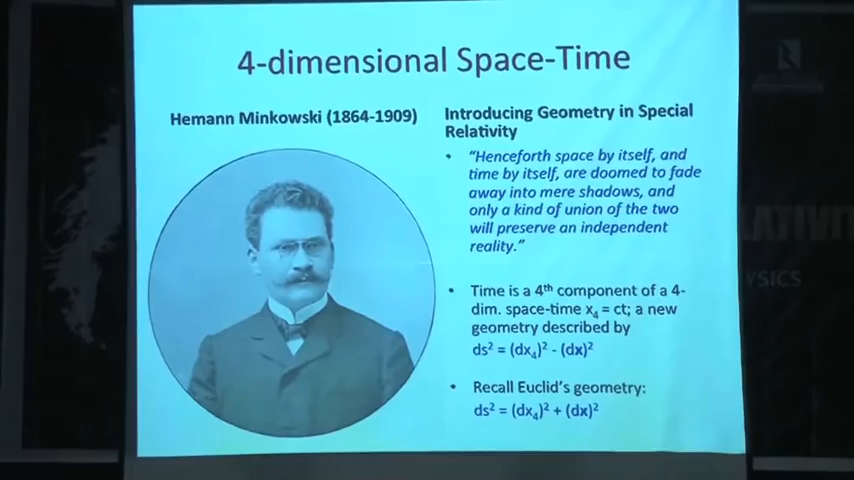 4-dimensional Space-Time
Hemann Minkowski (1864-1909)
Introducing Geometry in Special
Relativity
• "Henceforth space by itself, and
time by itself, are doomed to fade
away into mere shadows, and
only a kind of union of the two
will preserve an independent
reality."
• Time is a 4th component of a 4-
dim. space-time x₄ = ct; a new
geometry described by
ds² = (dx₄)² - (dx)²
• Recall Euclid's geometry:
ds² = (dx₄)² + (dx)²